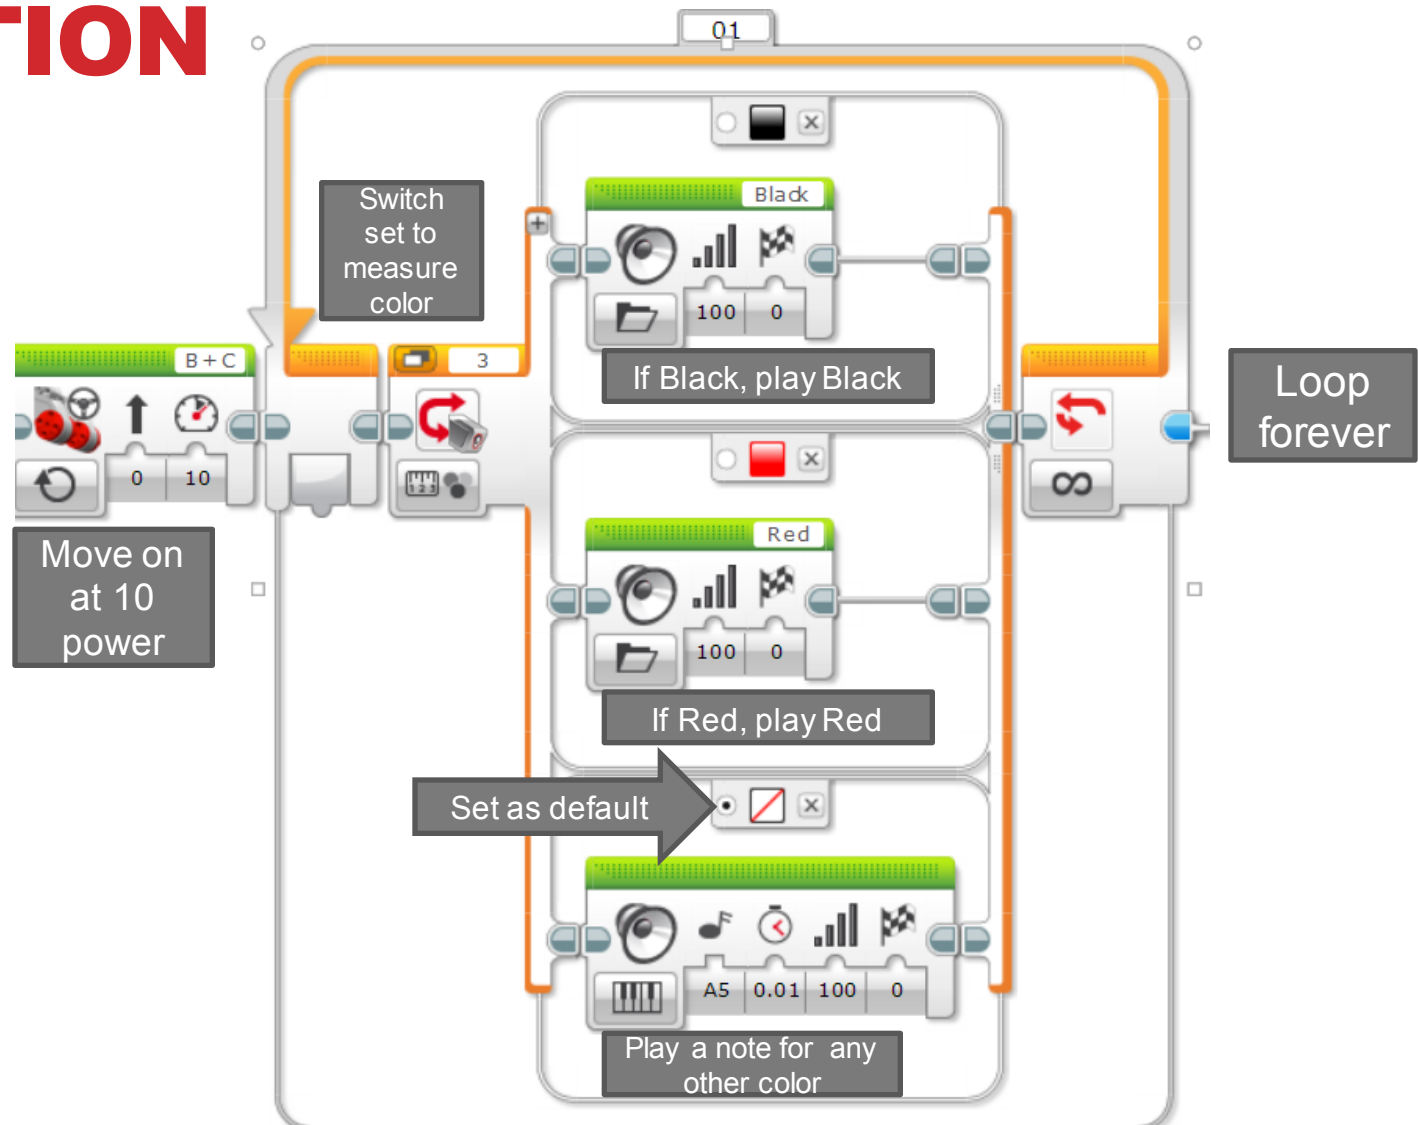 TION
01
Switch
set to
measure
color
Black
100 0
If Black, play Black
B + C
0 10
3
Loop
forever
Move on
at 10
power
Red
100 0
If Red, play Red
Set as default
A5 0.01 100 0
Play a note for any
other color